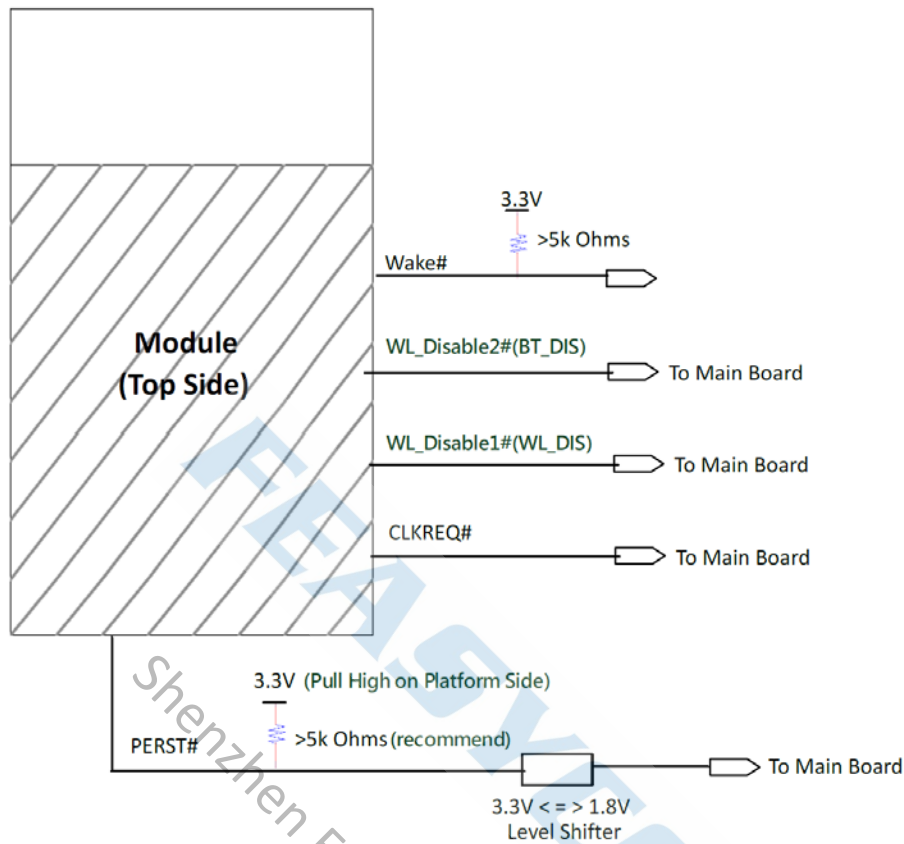 3.3V
>5k Ohms
Wake#
Module
(Top Side)
WL_Disable2#(BT_DIS)
To Main Board
WL_Disable1#(WL_DIS)
To Main Board
CLKREQ#
To Main Board
3.3V (Pull High on Platform Side)
PERST#
>5k Ohms(recommend)
To Main Board
3.3V < = > 1.8V
Level Shifter
Shenzhen